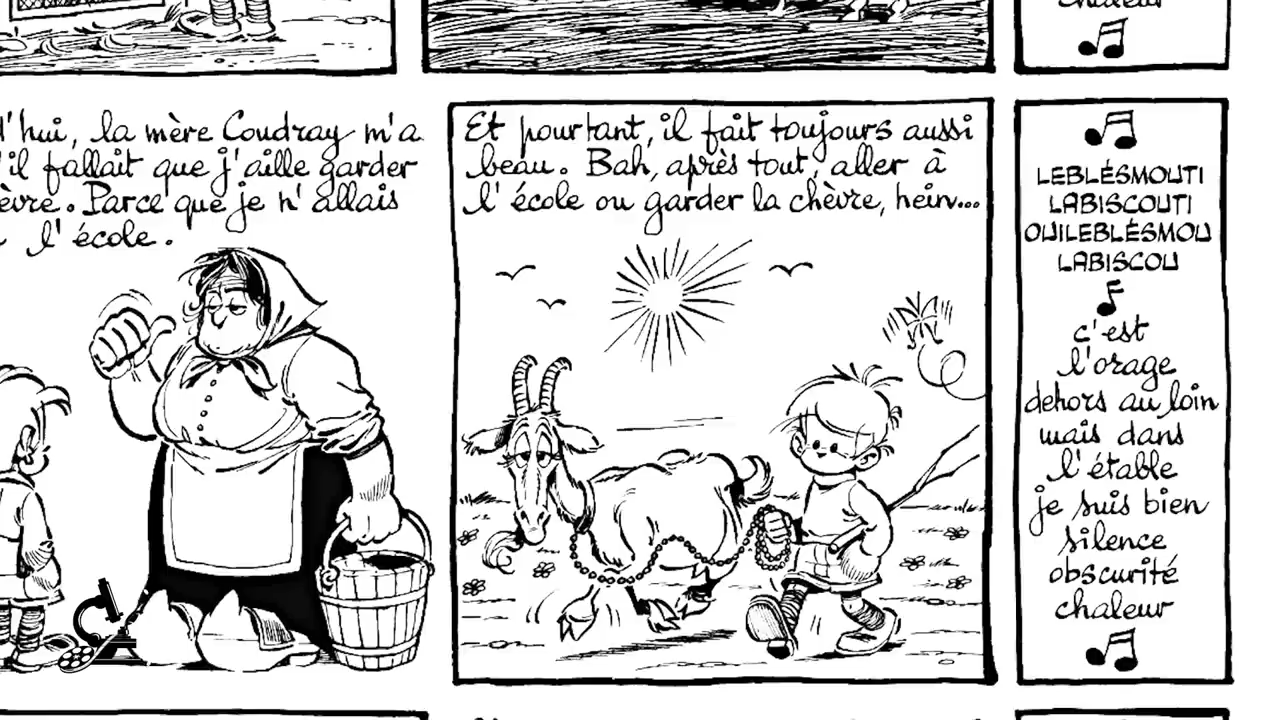 chaleur
d'hui, la mère Coudray m'a
'il fallait que j'aille garder
èvre. Parce que je n'allais
l'école.
Et pourtant, il fait toujours aussi
beau. Bah, après tout, aller à
l'école ou garder la chèvre, hein...
LEBLÉSMOUTI
LABISCOUTI
OUILEBLÉSMOU
LABISCOU
c'est
l'orage
dehors au loin
mais dans
l'étable
je suis bien
silence
obscurité
chaleur